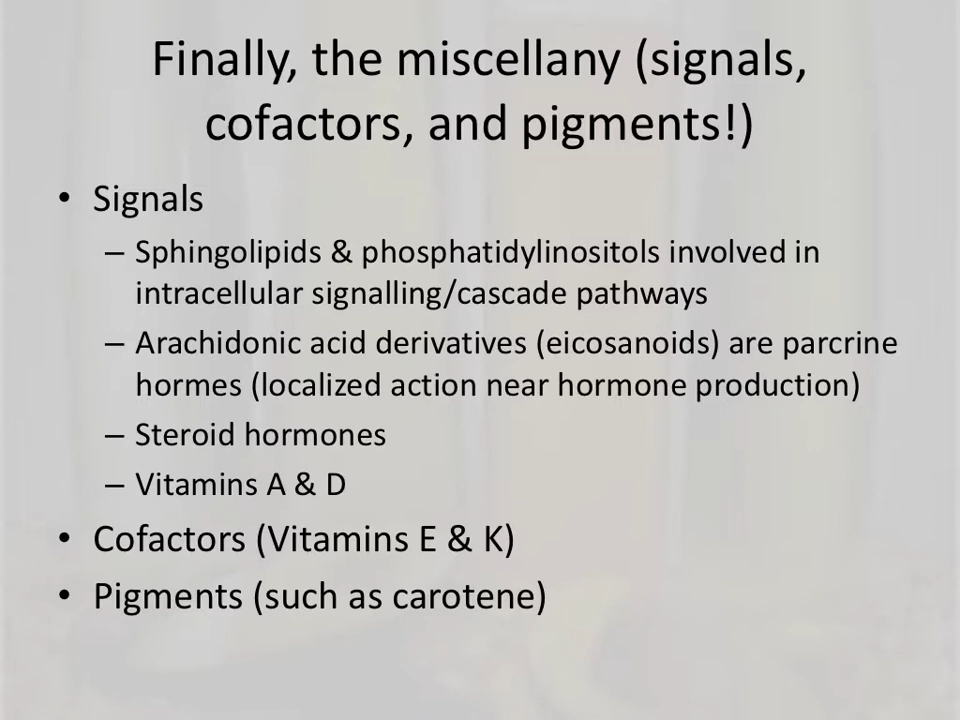 Finally, the miscellany (signals,
cofactors, and pigments!)
• Signals
– Sphingolipids & phosphatidylinositols involved in
intracellular signalling/cascade pathways
– Arachidonic acid derivatives (eicosanoids) are parcrine
hormes (localized action near hormone production)
– Steroid hormones
– Vitamins A & D
• Cofactors (Vitamins E & K)
• Pigments (such as carotene)